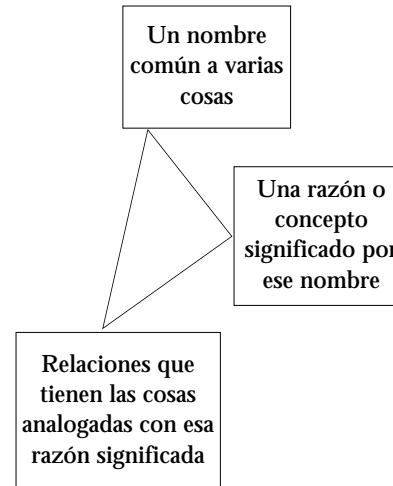 Un nombre
común a varias
cosas
Una razón o
concepto
significado por
ese nombre
Relaciones que
tienen las cosas
analogadas con esa
razón significada